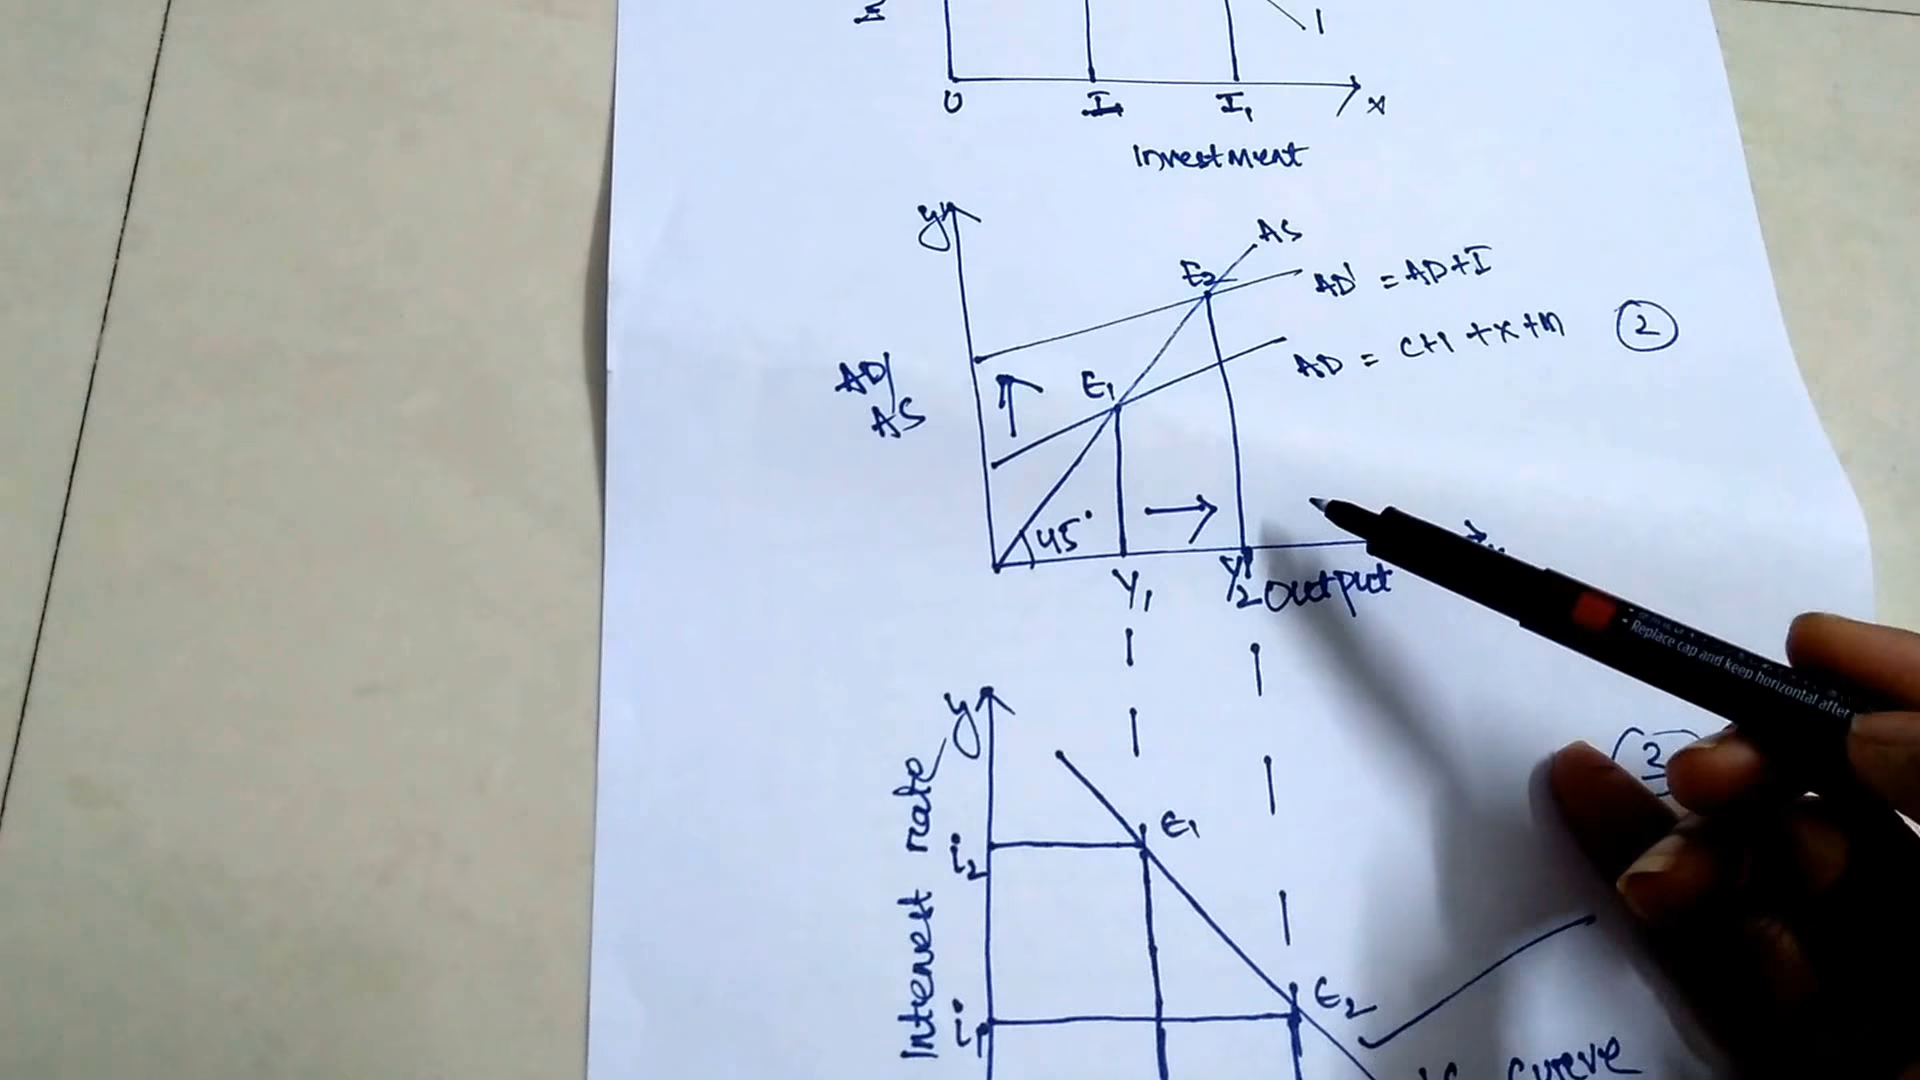 I
O I I₁ x
Investment
y
AS
E₂
AD' = AD+I
AD = C+I+X+M
2
AD/
AS
E₁
45°
Y₁ Y₂ output
Replace cap and keep horizontal after
y
3
Interest rate
i₂ E₁
i₁ E₂
curve